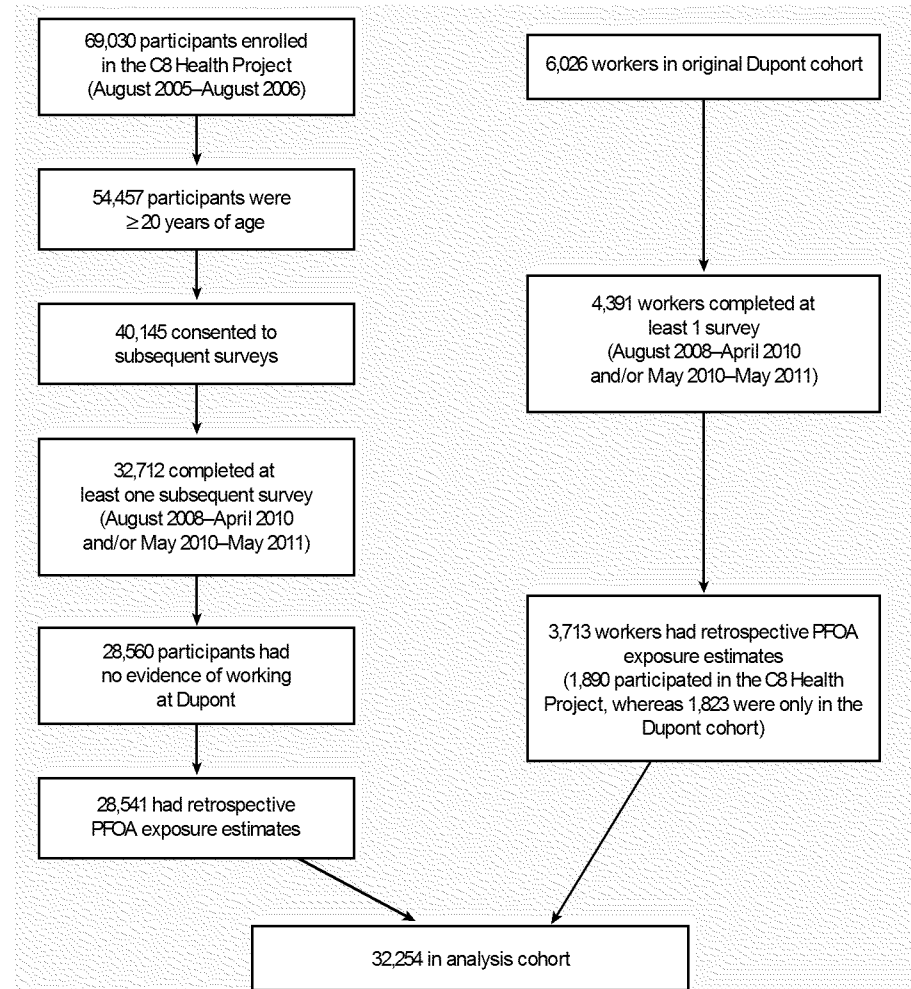 69,030 participants enrolled
in the C8 Health Project
(August 2005–August 2006)
54,457 participants were
≥ 20 years of age
40,145 consented to
subsequent surveys
32,712 completed at
least one subsequent survey
(August 2008–April 2010
and/or May 2010–May 2011)
28,560 participants had
no evidence of working
at Dupont
28,541 had retrospective
PFOA exposure estimates
6,026 workers in original Dupont cohort
4,391 workers completed at
least 1 survey
(August 2008–April 2010
and/or May 2010–May 2011)
3,713 workers had retrospective PFOA
exposure estimates
(1,890 participated in the C8 Health
Project, whereas 1,823 were only in the
Dupont cohort)
32,254 in analysis cohort